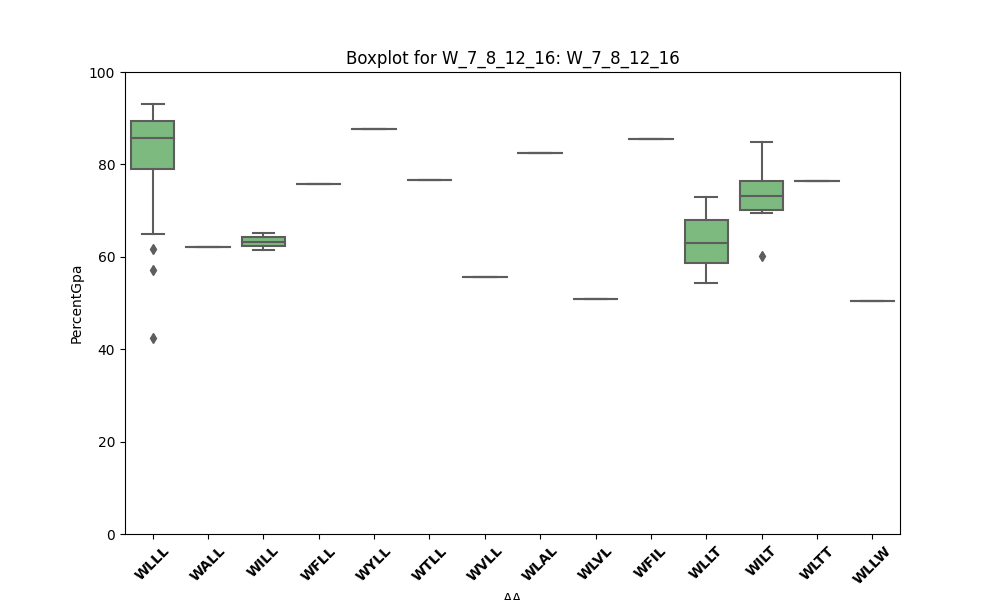 Boxplot for W_7_8_12_16: W_7_8_12_16
PercentGpa
100
80
60
40
20
0
WLLL WALL WILL WFLL WYLL WTLL WVLL WLAL WLVL WFIL WLLT WILT WLTT WLLW
AA